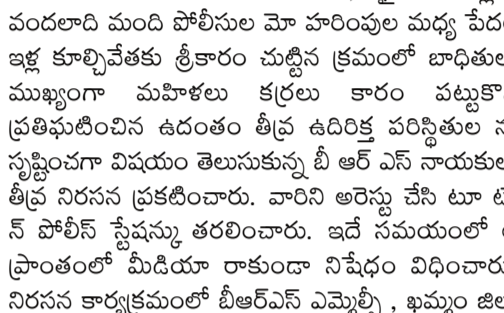 వందలాది మంది పోలీసుల మో హరింపుల మధ్య పేద
ఇళ్ల కూల్చివేతకు శ్రీకారం చుట్టిన క్రమంలో బాధితుల
ముఖ్యంగా మహిళలు కర్రలు కారం పట్టుకొ
ప్రతిఘటించిన ఉదంతం తీవ్ర ఉదిరిక్త పరిస్థితుల
సృష్టించగా విషయం తెలుసుకున్న బీ ఆర్ ఎస్ నాయకుల
తీవ్ర నిరసన ప్రకటించారు. వారిని అరెస్టు చేసి టూ
న్ పోలీస్ స్టేషన్కు తరలించారు. ఇదే సమయంలో
ప్రాంతంలో మీడియా రాకుండా నిషేధం విధించారు
నిరసన కార్యక్రమంలో బీఆర్ఎస్ ఎమ్మెల్సీ , ఖమ్మం జిల